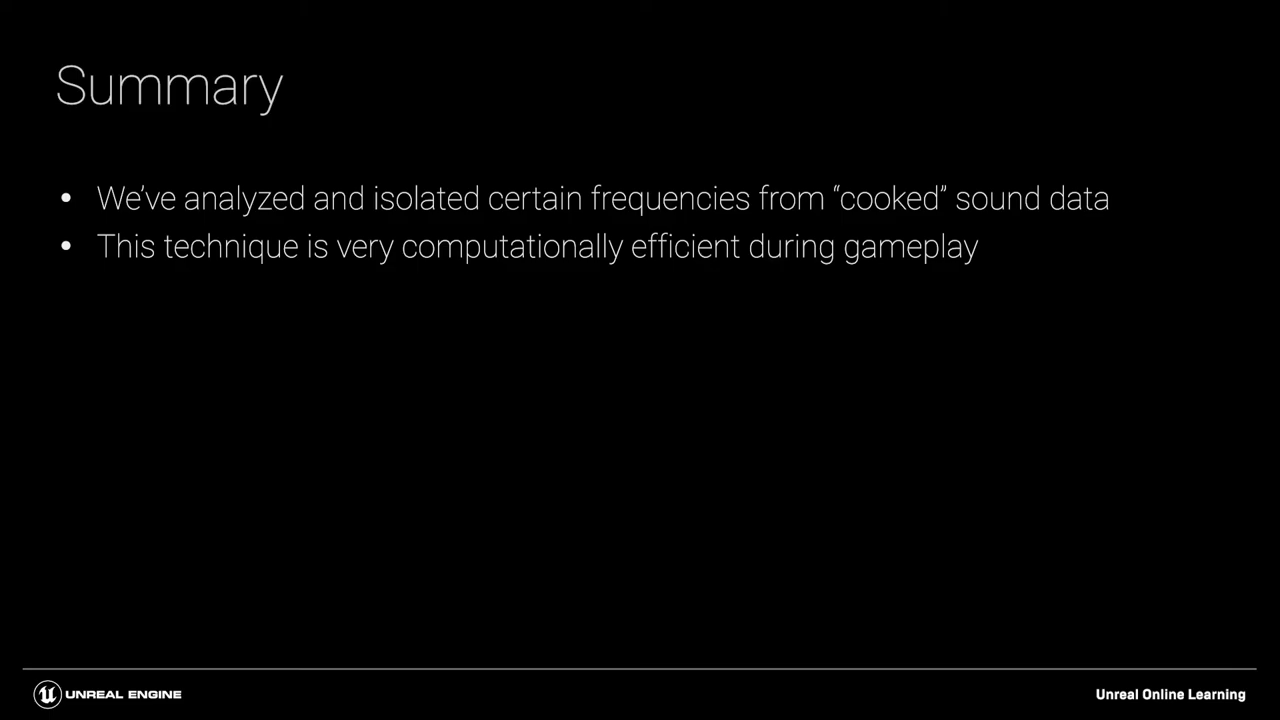 Summary
• We’ve analyzed and isolated certain frequencies from “cooked” sound data
• This technique is very computationally efficient during gameplay
UNREAL ENGINE
Unreal Online Learning